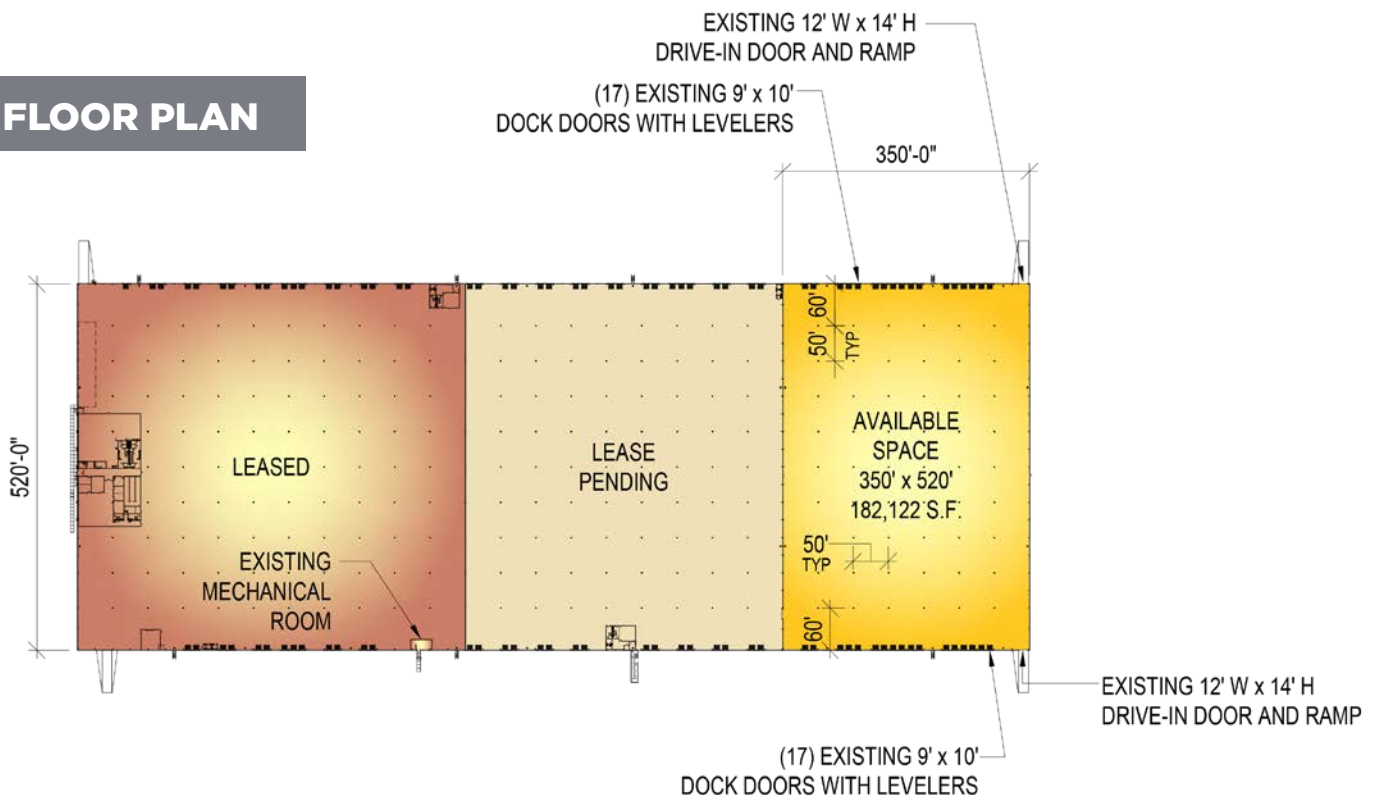 EXISTING 12' W x 14' H
DRIVE-IN DOOR AND RAMP
FLOOR PLAN
(17) EXISTING 9' x 10'
DOCK DOORS WITH LEVELERS
350'-0"
520'-0"
60'
50'
TYP
LEASED
LEASE
PENDING
AVAILABLE
SPACE
350' x 520'
182,122 S.F.
50'
TYP
EXISTING
MECHANICAL
ROOM
60'
EXISTING 12' W x 14' H
DRIVE-IN DOOR AND RAMP
(17) EXISTING 9' x 10'
DOCK DOORS WITH LEVELERS